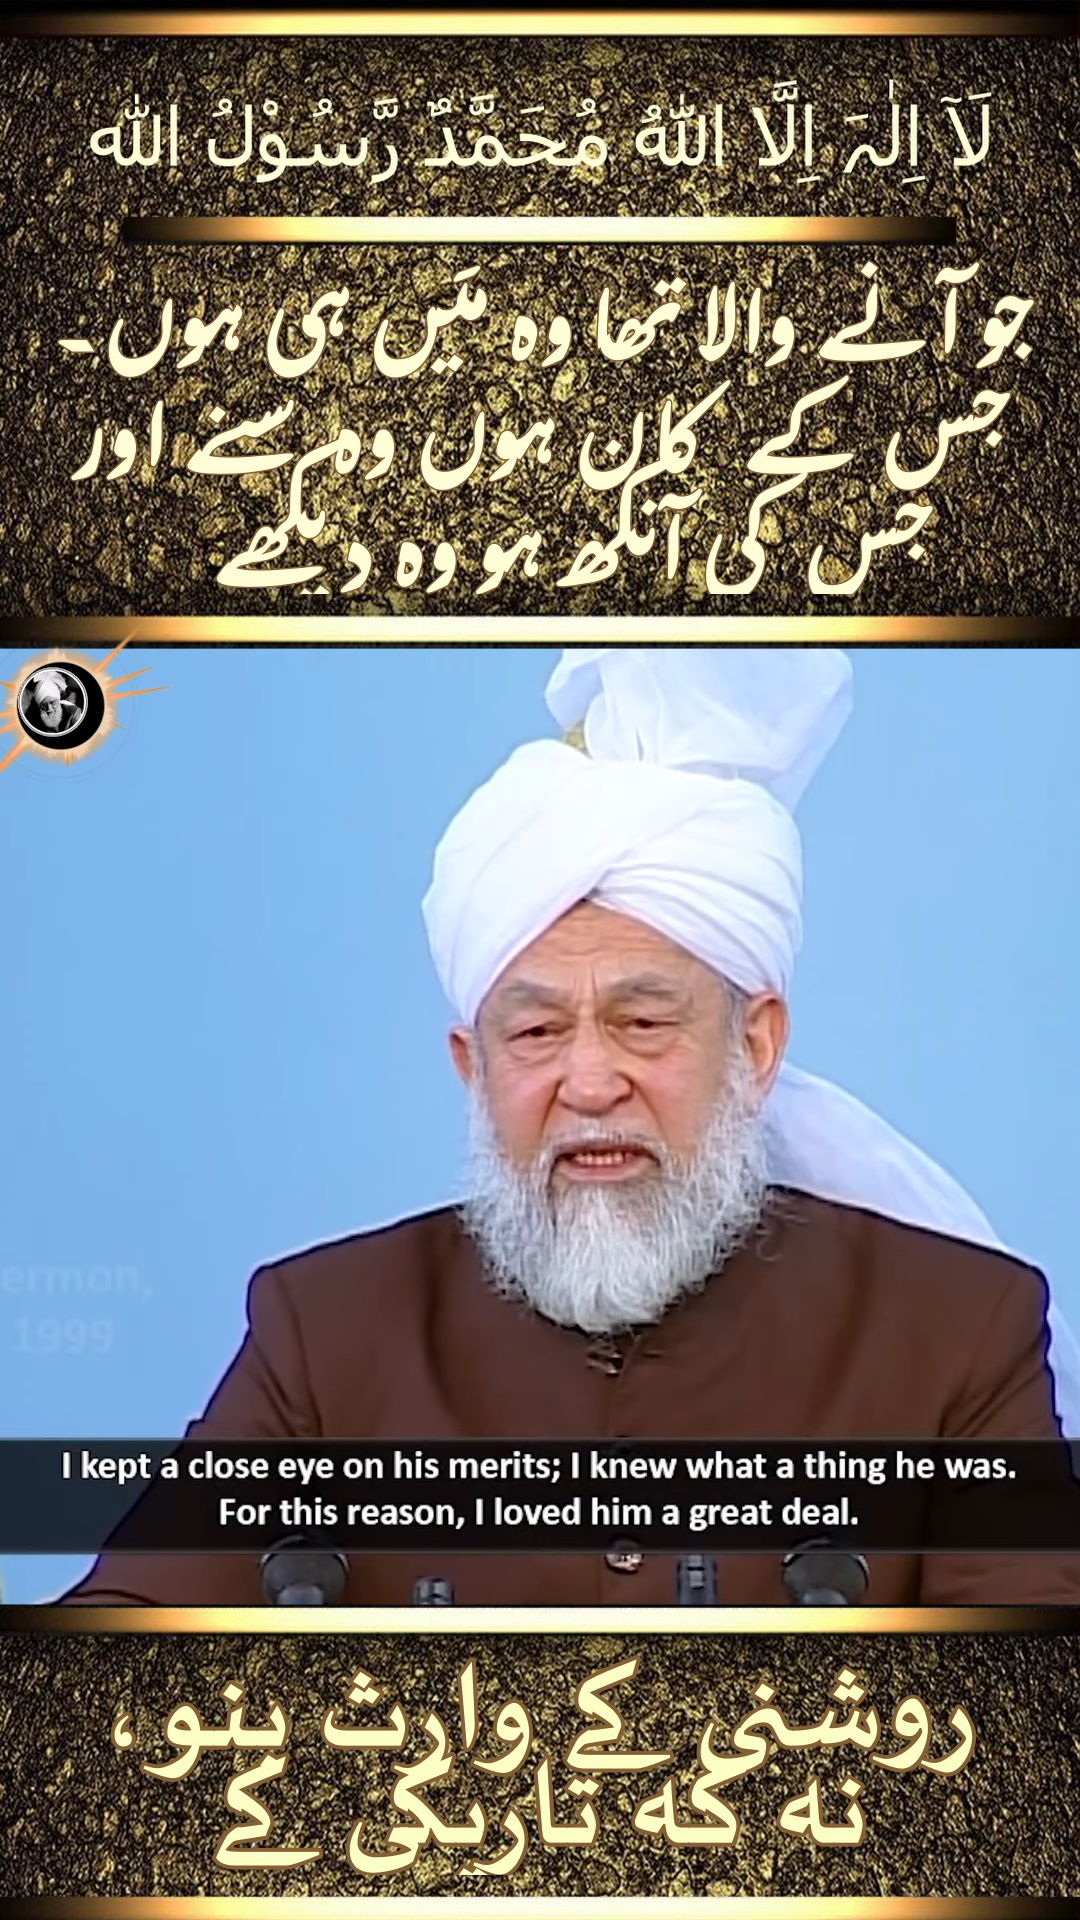 لَآ اِلٰہَ اِلَّا اللّٰہُ مُحَمَّدٌ رَّسُوْلُ اللّٰہ
جو آنے والا تھا وہ مَیں ہی ہوں۔
جس کے کان ہوں وہ سنے اور
جس کی آنکھ ہو وہ دیکھے
ermon,
1999
I kept a close eye on his merits; I knew what a thing he was.
For this reason, I loved him a great deal.
روشنی کے وارث بنو،
نہ کہ تاریکی کے